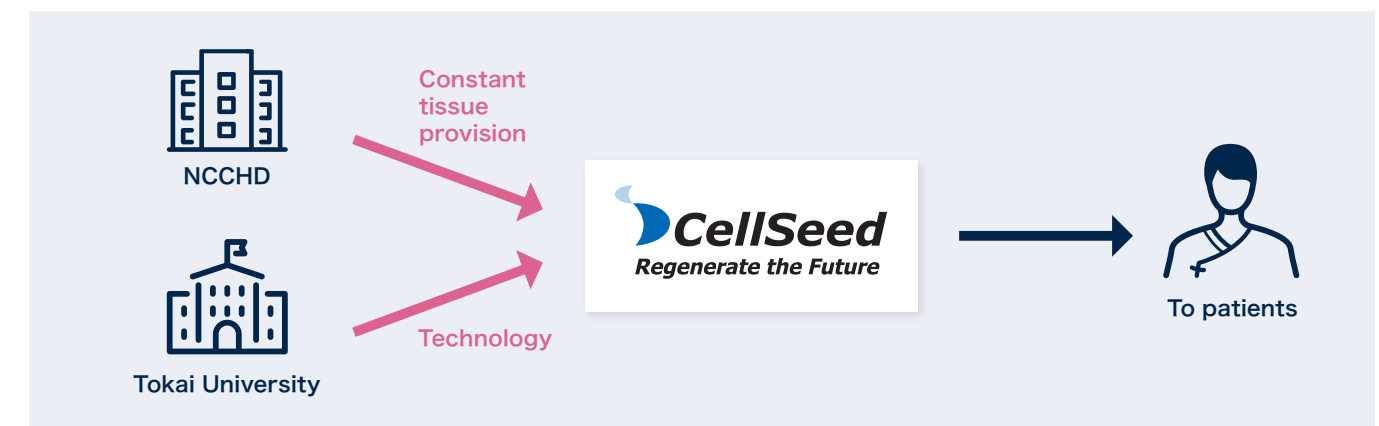 Constant
tissue
provision
NCCHD
CellSeed
Regenerate the Future
To patients
Technology
Tokai University